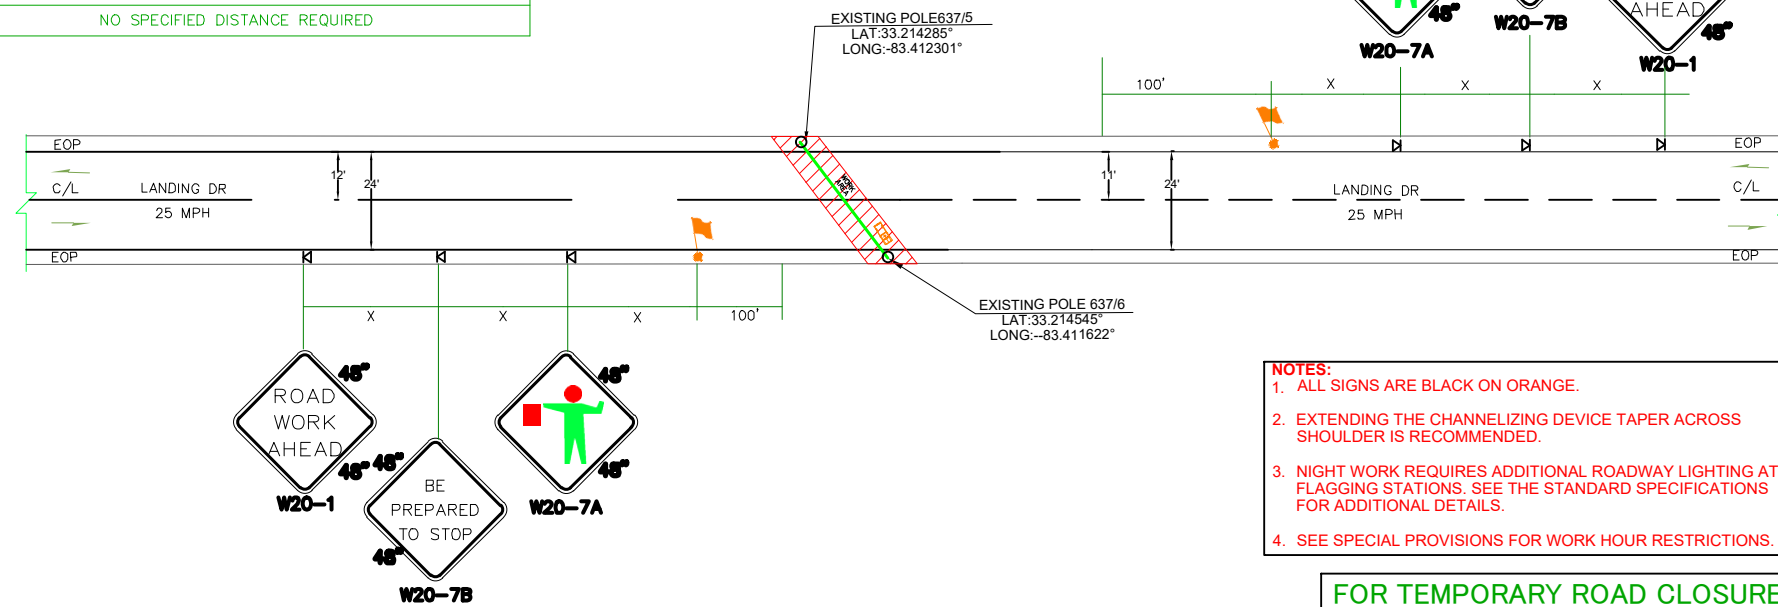 NO SPECIFIED DISTANCE REQUIRED
EXISTING POLE637/5
LAT:33.214285°
LONG:-83.412301°
48"
W20-7A
W20-7B
AHEAD
48"
W20-1
100'
X
X
X
EOP
EOP
C/L
LANDING DR
25 MPH
12'
24'
WORK
AREA
11'
24'
LANDING DR
25 MPH
C/L
EOP
EOP
X
X
X
100'
EXISTING POLE 637/6
LAT:33.214545°
LONG:--83.411622°
ROAD
WORK
AHEAD
48"
48"
W20-1
48"
BE
PREPARED
TO STOP
48"
W20-7B
48"
48"
W20-7A
NOTES:
1. ALL SIGNS ARE BLACK ON ORANGE.
2. EXTENDING THE CHANNELIZING DEVICE TAPER ACROSS
SHOULDER IS RECOMMENDED.
3. NIGHT WORK REQUIRES ADDITIONAL ROADWAY LIGHTING AT
FLAGGING STATIONS. SEE THE STANDARD SPECIFICATIONS
FOR ADDITIONAL DETAILS.
4. SEE SPECIAL PROVISIONS FOR WORK HOUR RESTRICTIONS.
FOR TEMPORARY ROAD CLOSURE